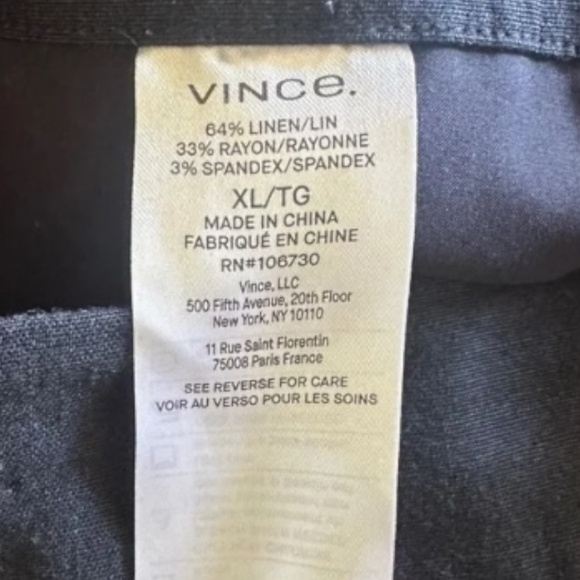 VINCE.
64% LINEN/LIN
33% RAYON/RAYONNE
3% SPANDEX/SPANDEX
XL/TG
MADE IN CHINA
FABRIQUÉ EN CHINE
RN#106730
Vince, LLC
500 Fifth Avenue, 20th Floor
New York, NY 10110
11 Rue Saint Florentin
75008 Paris France
SEE REVERSE FOR CARE
VOIR AU VERSO POUR LES SOINS